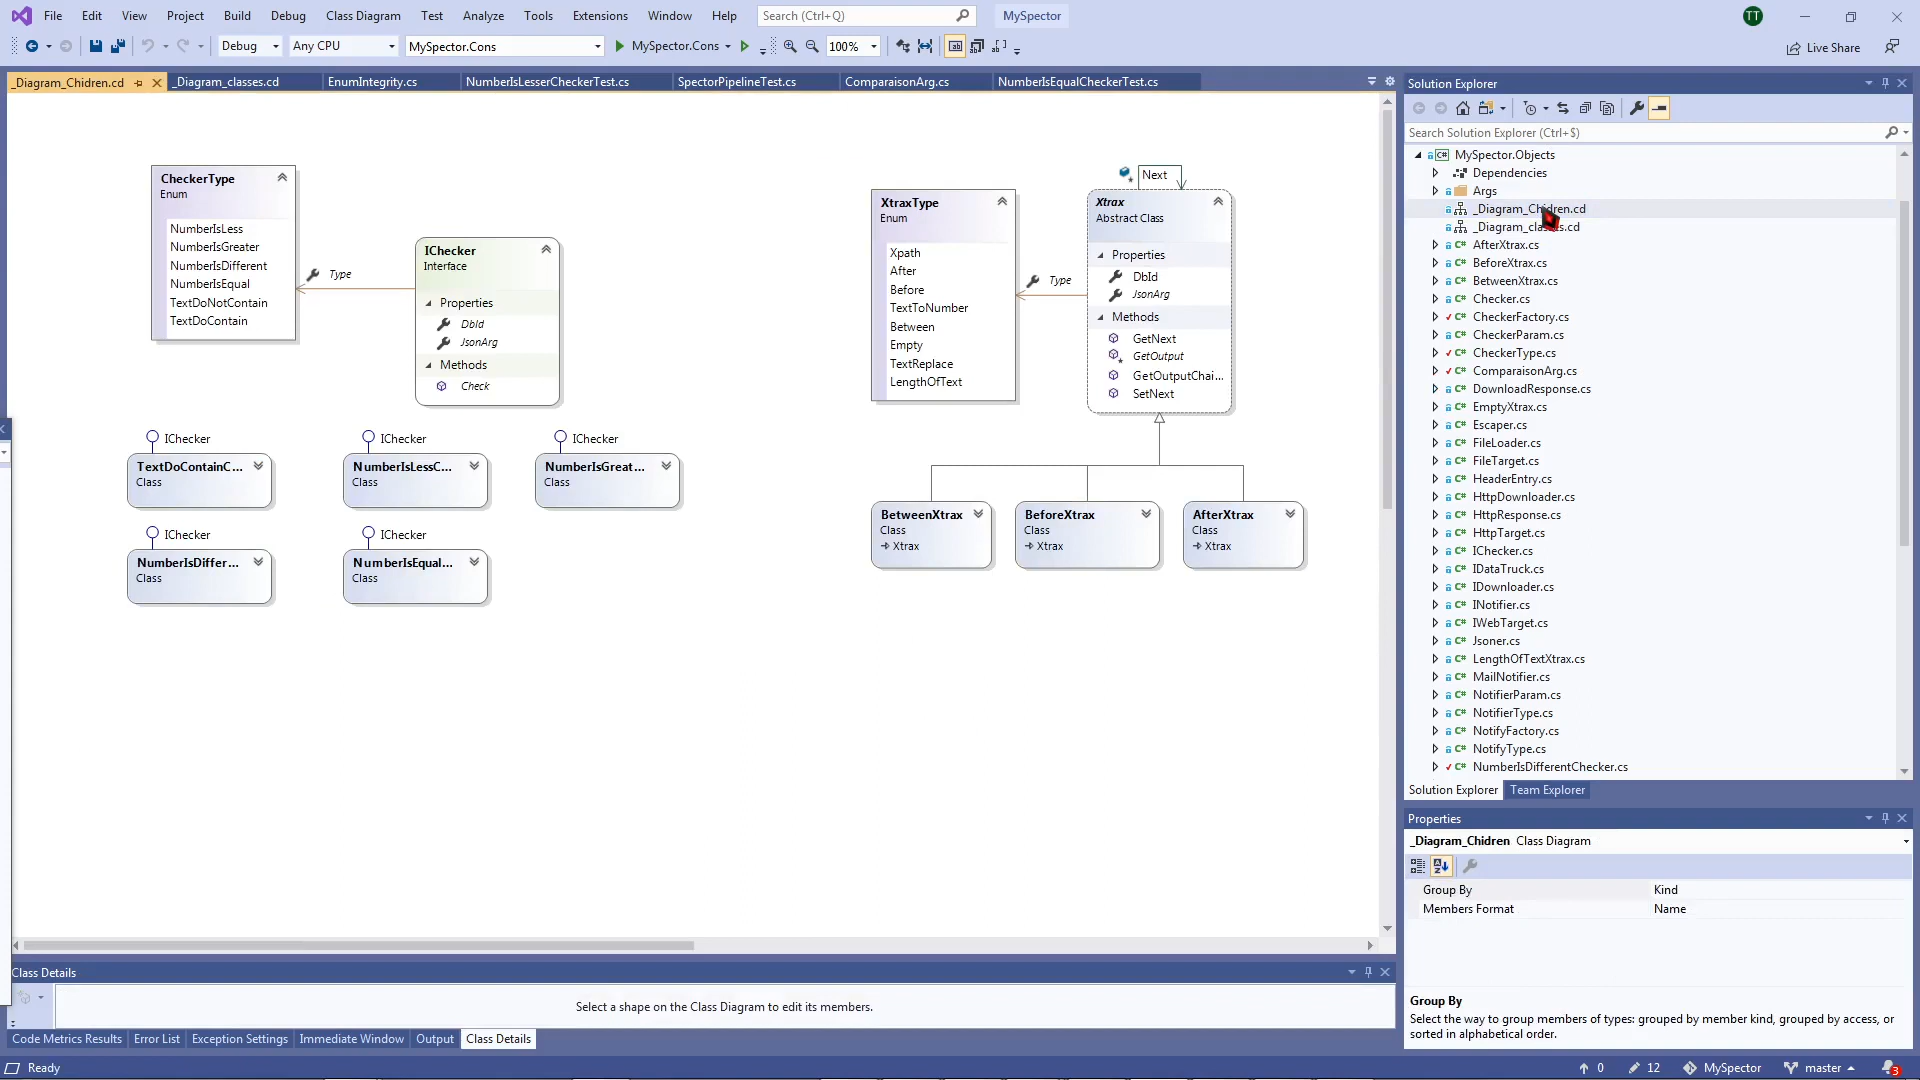 File Edit View Project Build Debug Class Diagram Test Analyze Tools Extensions Window Help Search (Ctrl+Q) MySpector TT
Debug Any CPU MySpector.Cons MySpector.Cons 100% Live Share
_Diagram_Chidren.cd _Diagram_classes.cd EnumIntegrity.cs NumberIsLesserCheckerTest.cs SpectorPipelineTest.cs ComparaisonArg.cs NumberIsEqualCheckerTest.cs
CheckerType
Enum
NumberIsLess
NumberIsGreater
NumberIsDifferent
NumberIsEqual
TextDoNotContain
TextDoContain
Type
IChecker
Interface
Properties
DbId
JsonArg
Methods
Check
IChecker
TextDoContainC...
Class
IChecker
NumberIsLessC...
Class
IChecker
NumberIsGreat...
Class
IChecker
NumberIsDiffer...
Class
IChecker
NumberIsEqual...
Class
XtraxType
Enum
Xpath
After
Before
TextToNumber
Between
Empty
TextReplace
LengthOfText
Type
Next
Xtrax
Abstract Class
Properties
DbId
JsonArg
Methods
GetNext
GetOutput
GetOutputChai...
SetNext
BetweenXtrax
Class
Xtrax
BeforeXtrax
Class
Xtrax
AfterXtrax
Class
Xtrax
Class Details
Select a shape on the Class Diagram to edit its members.
Code Metrics Results Error List Exception Settings Immediate Window Output Class Details
Solution Explorer
Search Solution Explorer (Ctrl+$)
C# MySpector.Objects
Dependencies
Args
_Diagram_Chidren.cd
_Diagram_classes.cd
C# AfterXtrax.cs
C# BeforeXtrax.cs
C# BetweenXtrax.cs
C# Checker.cs
C# CheckerFactory.cs
C# CheckerParam.cs
C# CheckerType.cs
C# ComparaisonArg.cs
C# DownloadResponse.cs
C# EmptyXtrax.cs
C# Escaper.cs
C# FileLoader.cs
C# FileTarget.cs
C# HeaderEntry.cs
C# HttpDownloader.cs
C# HttpResponse.cs
C# HttpTarget.cs
C# IChecker.cs
C# IDataTruck.cs
C# IDownloader.cs
C# INotifier.cs
C# IWebTarget.cs
C# Jsoner.cs
C# LengthOfTextXtrax.cs
C# MailNotifier.cs
C# NotifierParam.cs
C# NotifierType.cs
C# NotifyFactory.cs
C# NotifyType.cs
C# NumberIsDifferentChecker.cs
Solution Explorer Team Explorer
Properties
_Diagram_Chidren Class Diagram
Group By Kind
Members Format Name
Group By
Select the way to group members of types: grouped by member kind, grouped by access, or
sorted in alphabetical order.
Ready 0 12 MySpector master 3